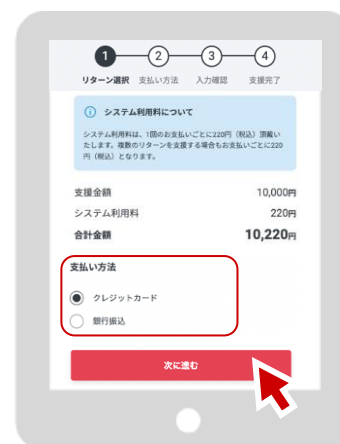 1 2 3 4
リターン選択 支払い方法 入力確認 支援完了
システム利用料について
システム利用料は、1回のお支払いごとに220円（税込）頂戴い
たします。複数のリターンを支援する場合もお支払いごとに220
円（税込）となります。
支援金額 10,000円
システム利用料 220円
合計金額 10,220円
支払い方法
クレジットカード
銀行振込
次に進む